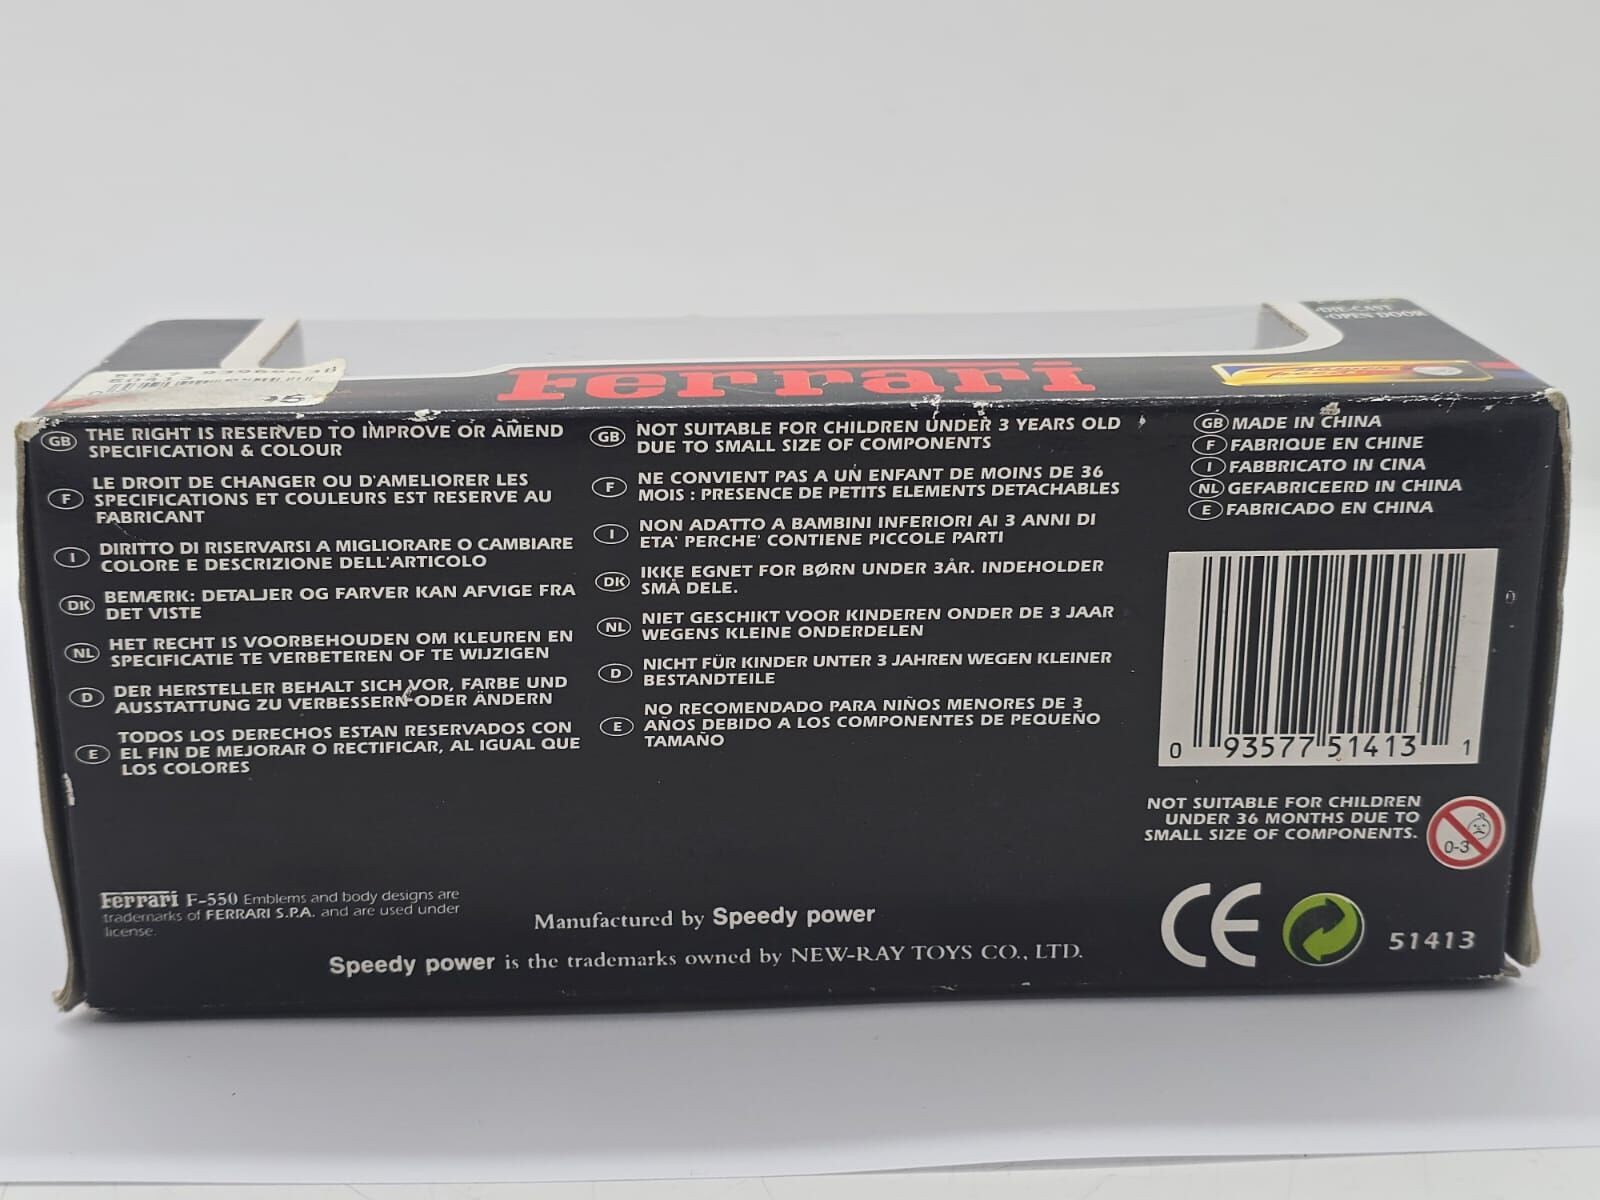 DIE-CAST
OPEN DOOR
Ferrari
GB THE RIGHT IS RESERVED TO IMPROVE OR AMEND
SPECIFICATION & COLOUR
F LE DROIT DE CHANGER OU D'AMELIORER LES
SPECIFICATIONS ET COULEURS EST RESERVE AU
FABRICANT
I DIRITTO DI RISERVARSI A MIGLIORARE O CAMBIARE
COLORE E DESCRIZIONE DELL'ARTICOLO
DK BEMÆRK: DETALJER OG FARVER KAN AFVIGE FRA
DET VISTE
NL HET RECHT IS VOORBEHOUDEN OM KLEUREN EN
SPECIFICATIE TE VERBETEREN OF TE WIJZIGEN
D DER HERSTELLER BEHALT SICH VOR, FARBE UND
AUSSTATTUNG ZU VERBESSERN ODER ÄNDERN
E TODOS LOS DERECHOS ESTAN RESERVADOS CON
EL FIN DE MEJORAR O RECTIFICAR, AL IGUAL QUE
LOS COLORES
GB NOT SUITABLE FOR CHILDREN UNDER 3 YEARS OLD
DUE TO SMALL SIZE OF COMPONENTS
F NE CONVIENT PAS A UN ENFANT DE MOINS DE 36
MOIS : PRESENCE DE PETITS ELEMENTS DETACHABLES
I NON ADATTO A BAMBINI INFERIORI AI 3 ANNI DI
ETA' PERCHE' CONTIENE PICCOLE PARTI
DK IKKE EGNET FOR BØRN UNDER 3ÅR. INDEHOLDER
SMÅ DELE.
NL NIET GESCHIKT VOOR KINDEREN ONDER DE 3 JAAR
WEGENS KLEINE ONDERDELEN
D NICHT FÜR KINDER UNTER 3 JAHREN WEGEN KLEINER
BESTANDTEILE
E NO RECOMENDADO PARA NIÑOS MENORES DE 3
AÑOS DEBIDO A LOS COMPONENTES DE PEQUEÑO
TAMAÑO
GB MADE IN CHINA
F FABRIQUE EN CHINE
I FABBRICATO IN CINA
NL GEFABRICEERD IN CHINA
E FABRICADO EN CHINA
0 93577 51413 1
NOT SUITABLE FOR CHILDREN
UNDER 36 MONTHS DUE TO
SMALL SIZE OF COMPONENTS.
0-3
Ferrari F-550 Emblems and body designs are
trademarks of FERRARI S.P.A. and are used under
license.
Manufactured by Speedy power
Speedy power is the trademarks owned by NEW-RAY TOYS CO., LTD.
CE
51413